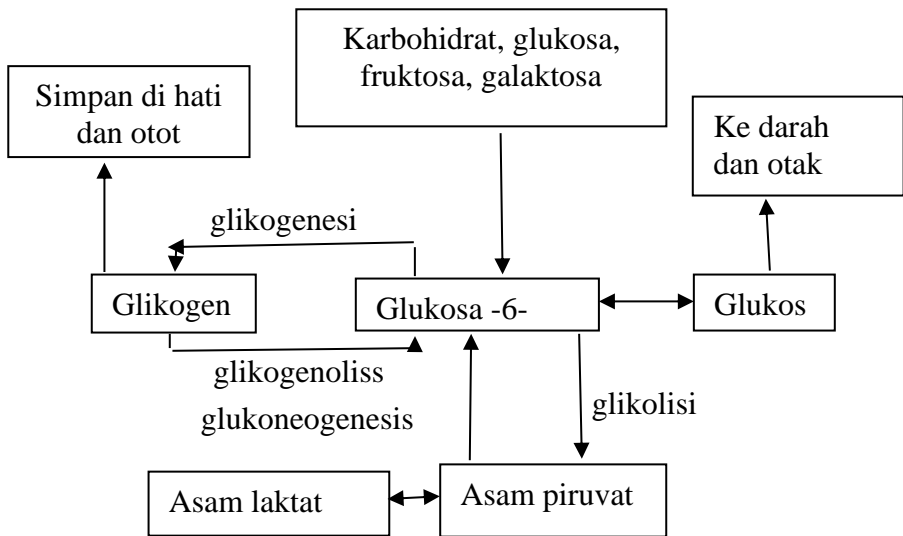 Karbohidrat, glukosa,
fruktosa, galaktosa
Simpan di hati
dan otot
Ke darah
dan otak
glikogenesi
Glikogen
Glukosa -6-
Glukos
glikogenoliss
glukoneogenesis
glikolisi
Asam laktat
Asam piruvat